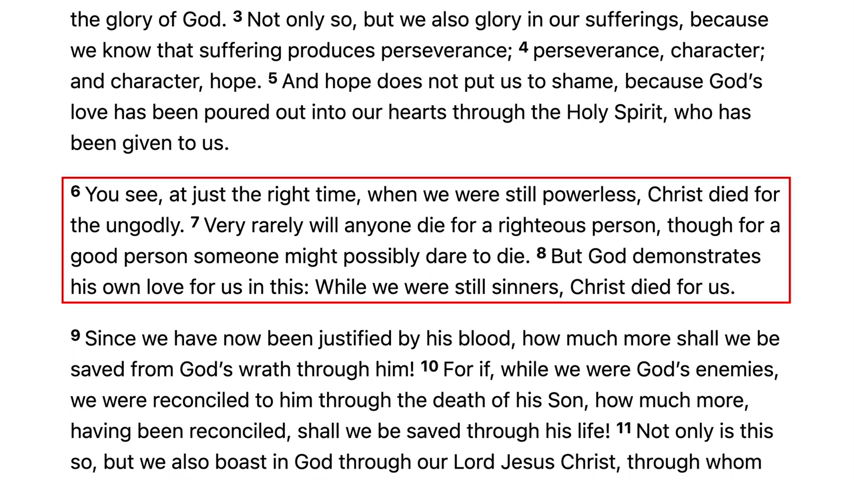 the glory of God. 3 Not only so, but we also glory in our sufferings, because
we know that suffering produces perseverance; 4 perseverance, character;
and character, hope. 5 And hope does not put us to shame, because God’s
love has been poured out into our hearts through the Holy Spirit, who has
been given to us.
6 You see, at just the right time, when we were still powerless, Christ died for
the ungodly. 7 Very rarely will anyone die for a righteous person, though for a
good person someone might possibly dare to die. 8 But God demonstrates
his own love for us in this: While we were still sinners, Christ died for us.
9 Since we have now been justified by his blood, how much more shall we be
saved from God’s wrath through him! 10 For if, while we were God’s enemies,
we were reconciled to him through the death of his Son, how much more,
having been reconciled, shall we be saved through his life! 11 Not only is this
so, but we also boast in God through our Lord Jesus Christ, through whom